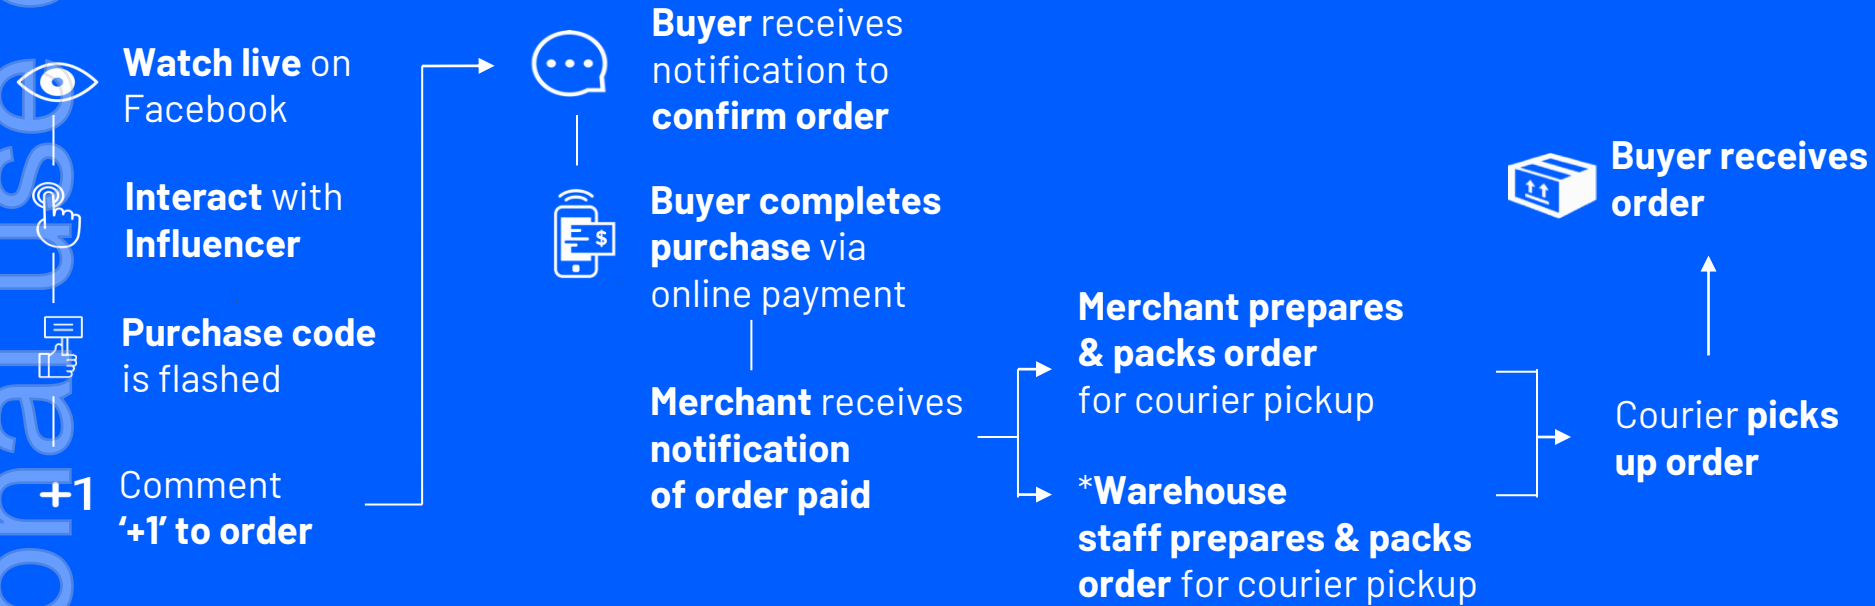 Watch live on
Facebook
Interact with
Influencer
Purchase code
is flashed
+1 Comment
‘+1’ to order
Buyer receives
notification to
confirm order
$
Buyer completes
purchase via
online payment
Merchant receives
notification
of order paid
Merchant prepares
& packs order
for courier pickup
*Warehouse
staff prepares & packs
order for courier pickup
Courier picks
up order
Buyer receives
order
onal use o